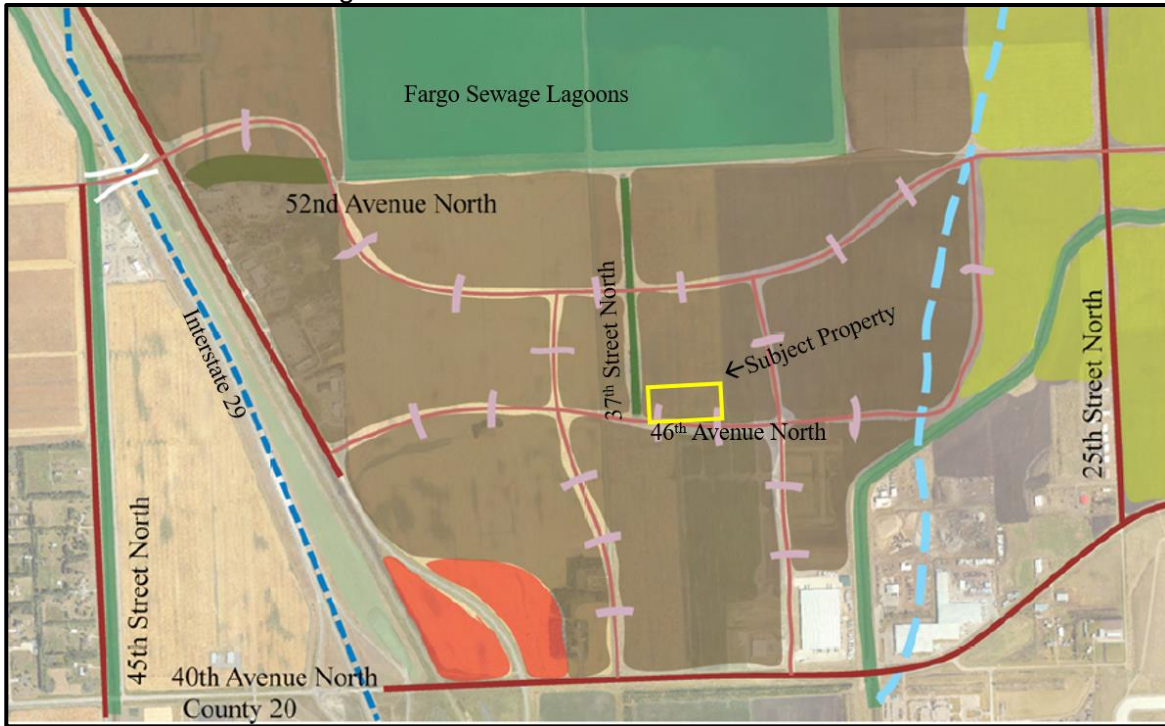 Fargo Sewage Lagoons
52nd Avenue North
Interstate 29
37th Street North
←Subject Property
46th Avenue North
25th Street North
45th Street North
40th Avenue North
County 20